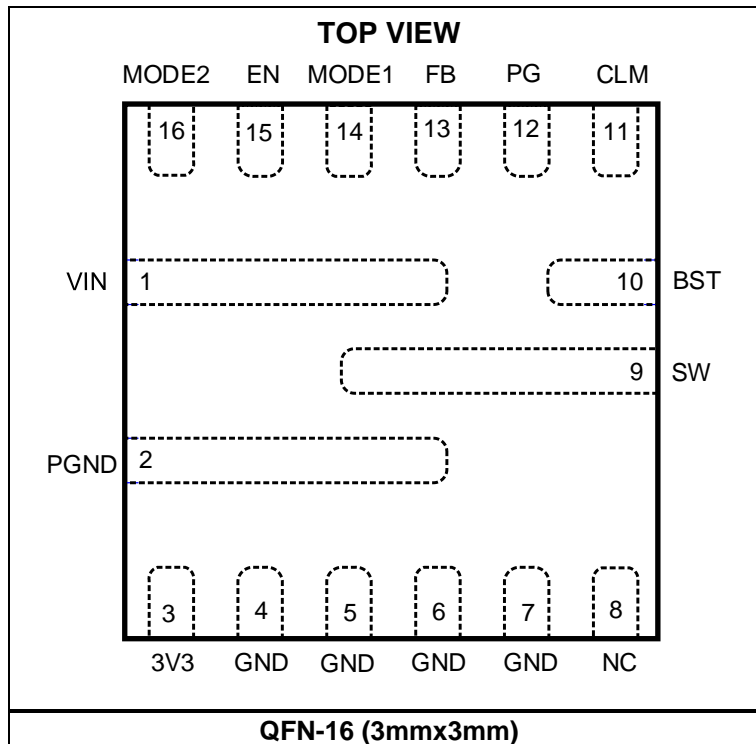 TOP VIEW
MODE2 EN MODE1 FB PG CLM
16 15 14 13 12 11
VIN 1 10 BST
9 SW
PGND 2
3 4 5 6 7 8
3V3 GND GND GND GND NC
QFN-16 (3mmx3mm)